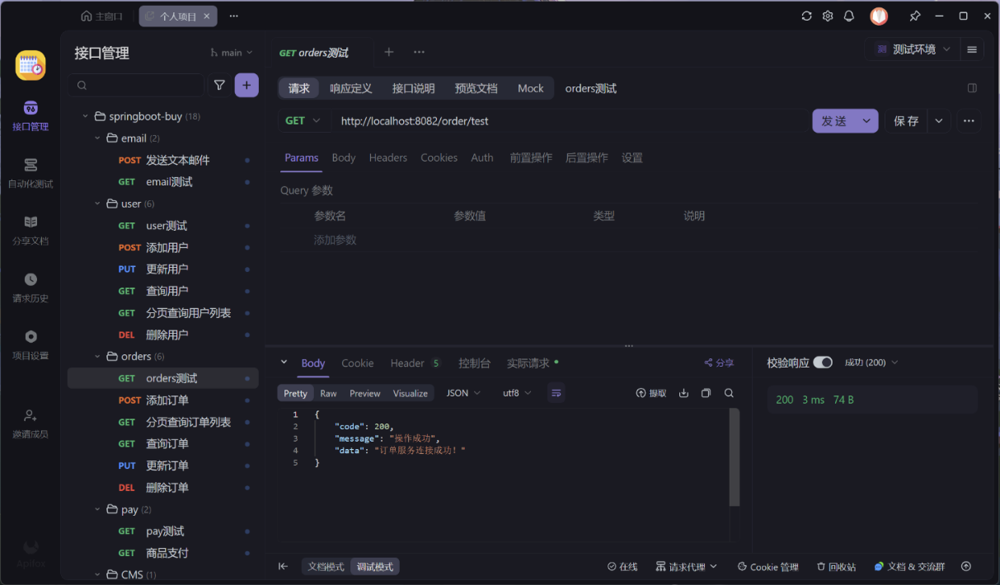 主窗口
个人项目
接口管理
main
接口管理
自动化测试
分享文档
请求历史
项目设置
邀请成员
Apifox
springboot-buy (18)
email (2)
POST 发送文本邮件
GET email测试
user (6)
GET user测试
POST 添加用户
PUT 更新用户
GET 查询用户
GET 分页查询用户列表
DEL 删除用户
orders (6)
GET orders测试
POST 添加订单
GET 分页查询订单列表
GET 查询订单
PUT 更新订单
DEL 删除订单
pay (2)
GET pay测试
GET 商品支付
CMS (1)
GET orders测试
测 测试环境
请求 响应定义 接口说明 预览文档 Mock orders测试
GET http://localhost:8082/order/test
发送 保存
Params Body Headers Cookies Auth 前置操作 后置操作 设置
Query 参数
参数名 参数值 类型 说明
添加参数
Body Cookie Header 5 控制台 实际请求 分享
Pretty Raw Preview Visualize JSON utf8 提取
1 {
2 "code": 200,
3 "message": "操作成功",
4 "data": "订单服务连接成功！"
5 }
校验响应 成功 (200)
200 3 ms 74 B
文档模式 调试模式
在线 请求代理 Cookie 管理 回收站 文档 & 交流群